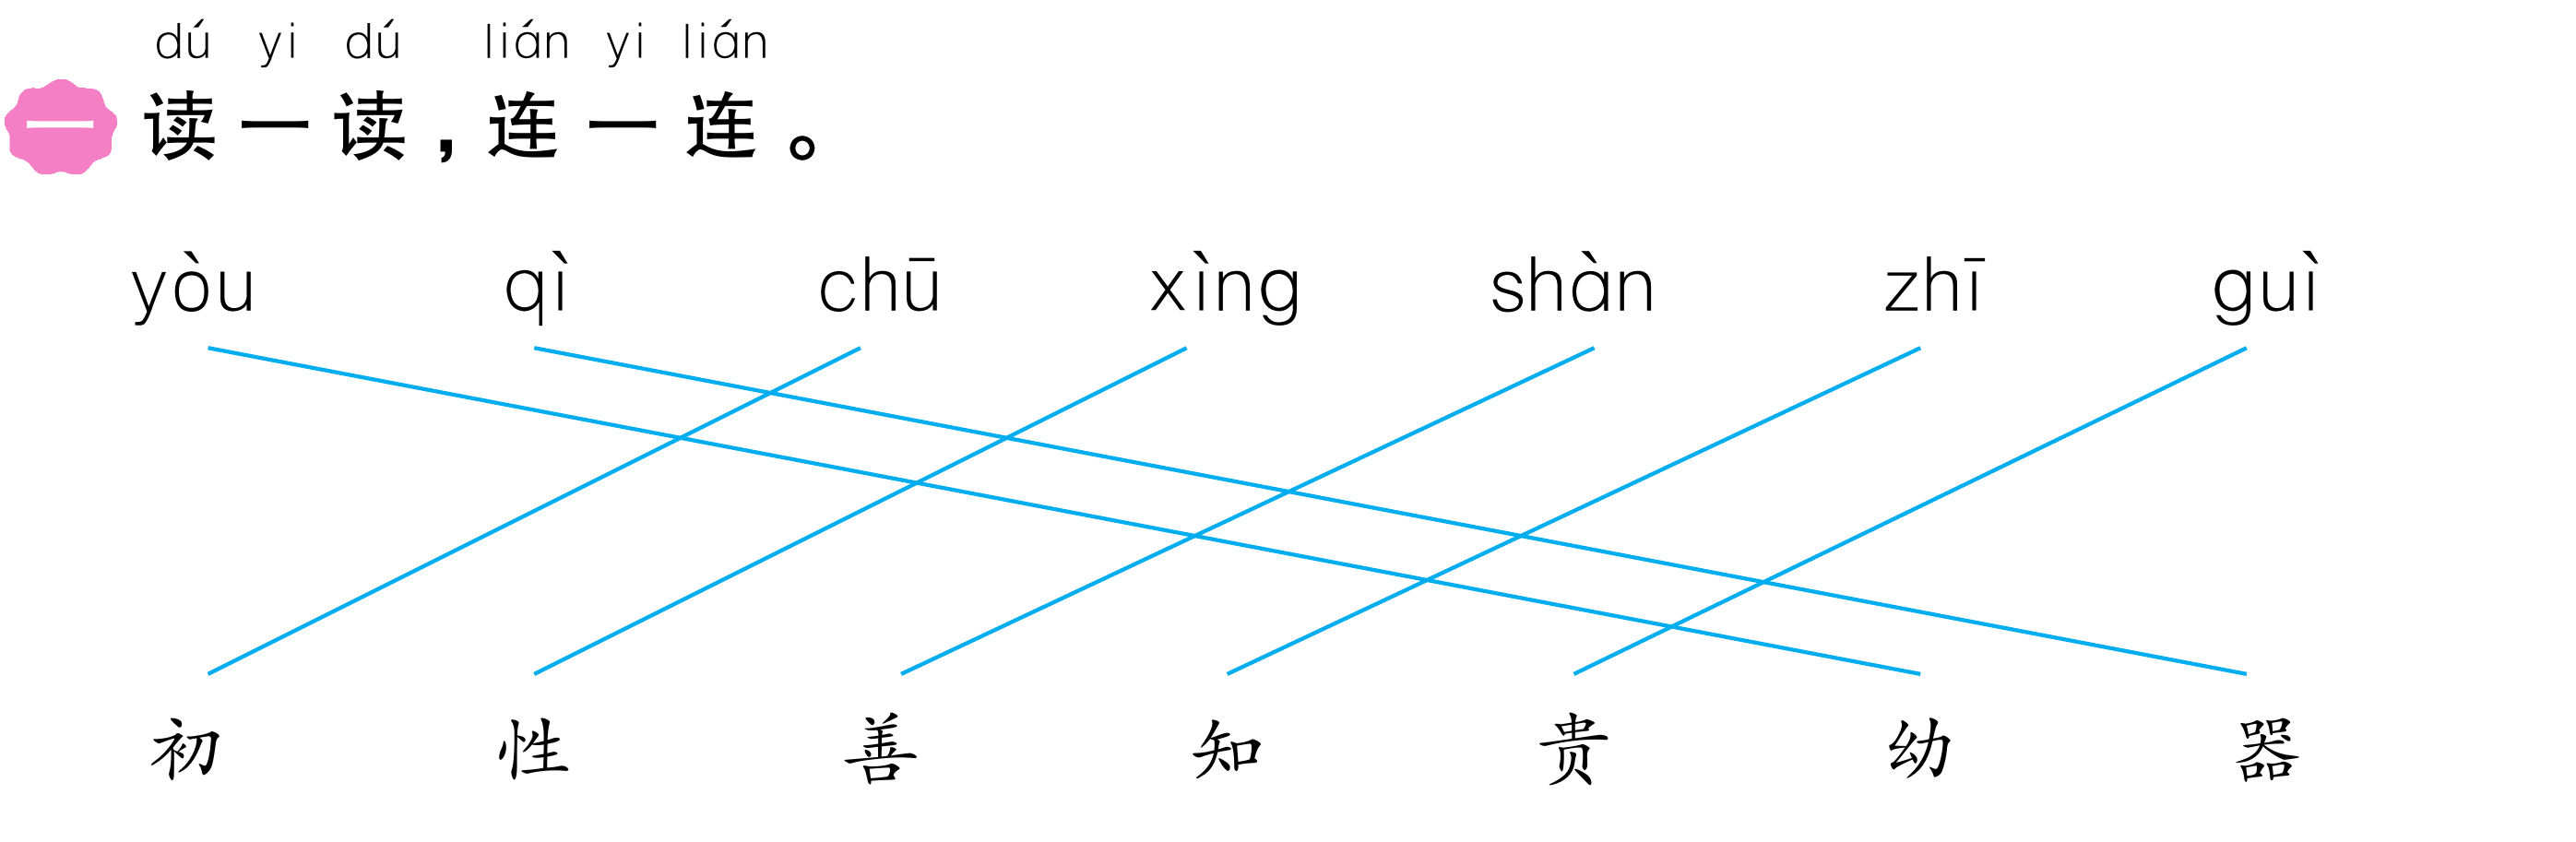 dú yi dú lián yi lián
一 读一读，连一连。
yòu qì chū xìng shàn zhī guì
初 性 善 知 贵 幼 器